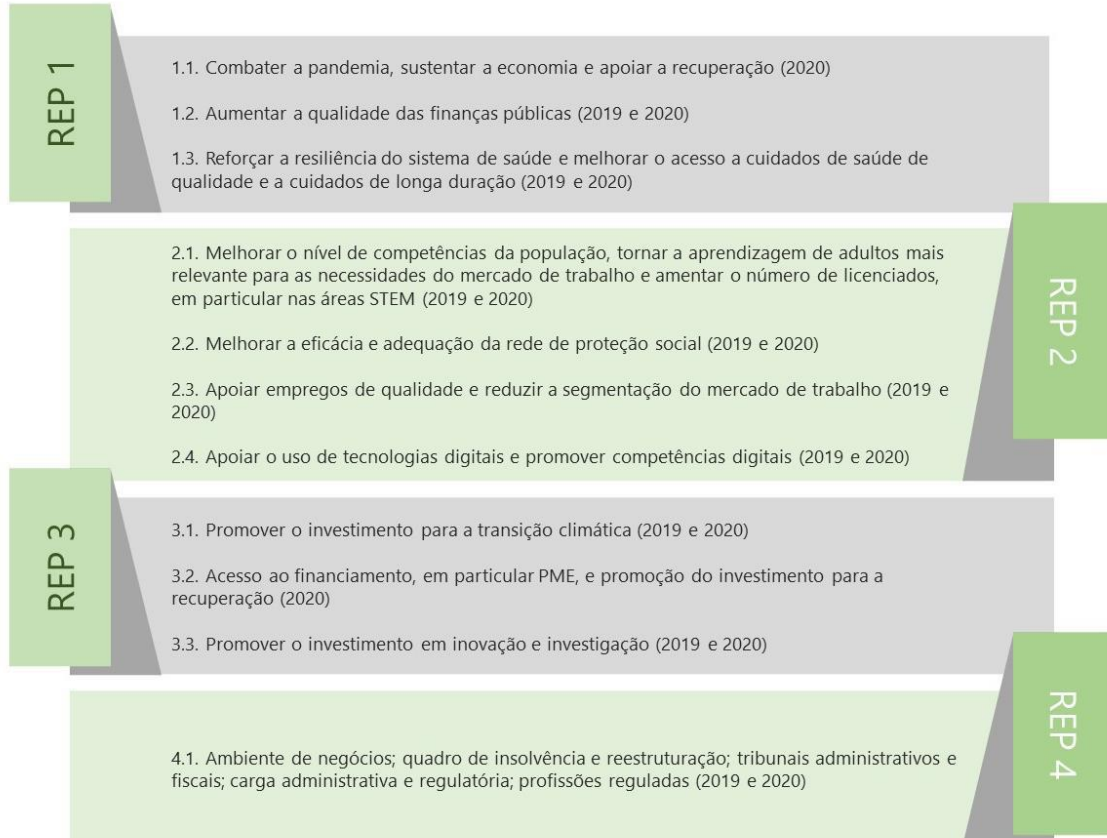 REP 1
1.1. Combater a pandemia, sustentar a economia e apoiar a recuperação (2020)
1.2. Aumentar a qualidade das finanças públicas (2019 e 2020)
1.3. Reforçar a resiliência do sistema de saúde e melhorar o acesso a cuidados de saúde de
qualidade e a cuidados de longa duração (2019 e 2020)
REP 2
2.1. Melhorar o nível de competências da população, tornar a aprendizagem de adultos mais
relevante para as necessidades do mercado de trabalho e amentar o número de licenciados,
em particular nas áreas STEM (2019 e 2020)
2.2. Melhorar a eficácia e adequação da rede de proteção social (2019 e 2020)
2.3. Apoiar empregos de qualidade e reduzir a segmentação do mercado de trabalho (2019 e
2020)
2.4. Apoiar o uso de tecnologias digitais e promover competências digitais (2019 e 2020)
REP 3
3.1. Promover o investimento para a transição climática (2019 e 2020)
3.2. Acesso ao financiamento, em particular PME, e promoção do investimento para a
recuperação (2020)
3.3. Promover o investimento em inovação e investigação (2019 e 2020)
REP 4
4.1. Ambiente de negócios; quadro de insolvência e reestruturação; tribunais administrativos e
fiscais; carga administrativa e regulatória; profissões reguladas (2019 e 2020)